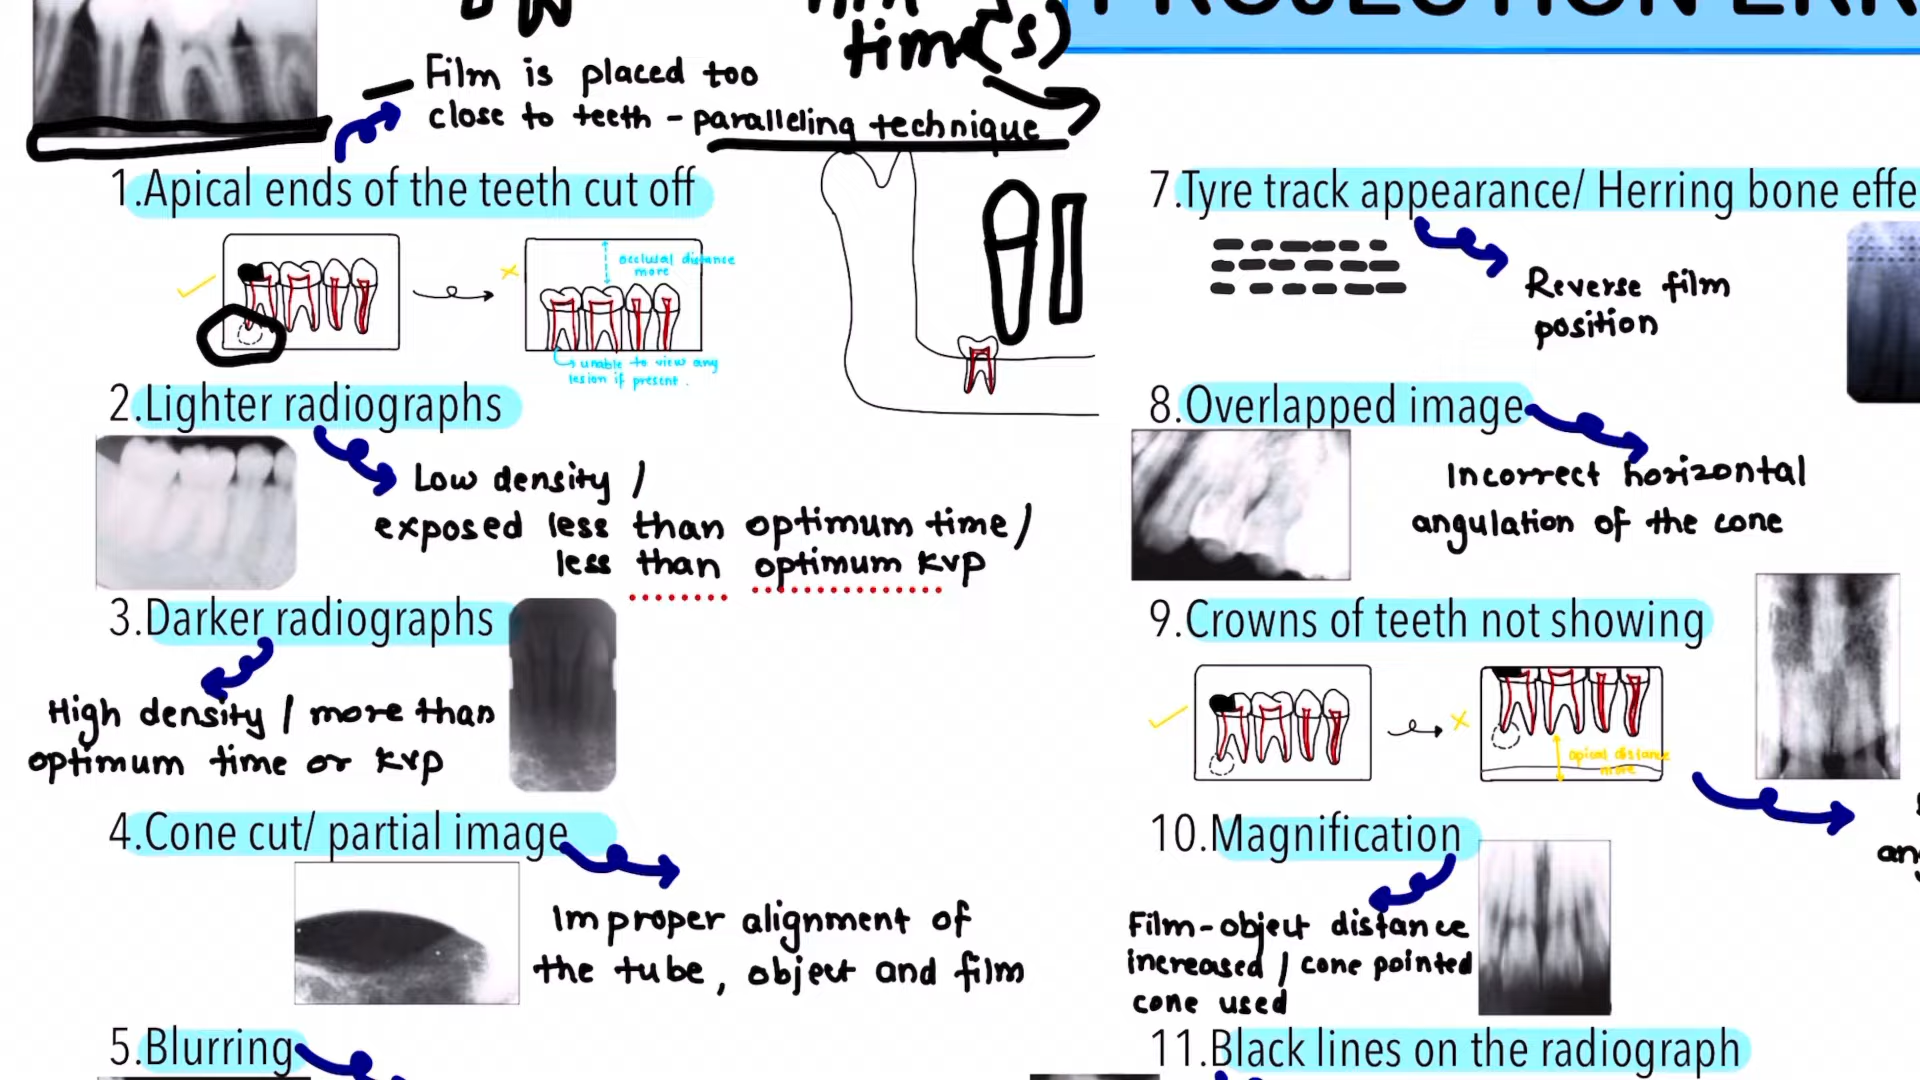 time(s)
Film is placed too
close to teeth - paralleling technique
1.Apical ends of the teeth cut off
occlusal distance
more
unable to view any
lesion if present.
2.Lighter radiographs
Low density /
exposed less than optimum time /
less than optimum kvp
3.Darker radiographs
High density / more than
optimum time or kvp
4.Cone cut/ partial image
Improper alignment of
the tube, object and film
5.Blurring
7.Tyre track appearance/ Herring bone effe
Reverse film
position
8.Overlapped image
Incorrect horizontal
angulation of the cone
9.Crowns of teeth not showing
apical distance
more
10.Magnification
Film-object distance
increased / cone pointed
cone used
11.Black lines on the radiograph